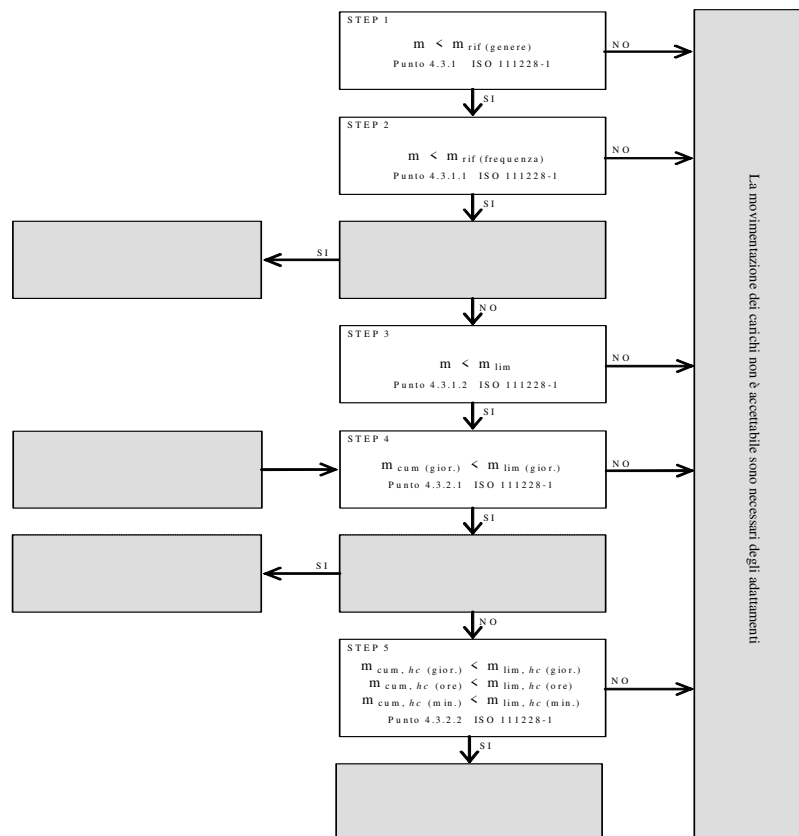 STEP 1
m < m rif (genere)
Punto 4.3.1 ISO 111228-1
NO
SI
STEP 2
m < m rif (frequenza)
Punto 4.3.1.1 ISO 111228-1
NO
SI
SI
NO
STEP 3
m < m lim
Punto 4.3.1.2 ISO 111228-1
NO
SI
STEP 4
m cum (gior.) < m lim (gior.)
Punto 4.3.2.1 ISO 111228-1
NO
SI
SI
NO
STEP 5
m cum, hc (gior.) < m lim, hc (gior.)
m cum, hc (ore) < m lim, hc (ore)
m cum, hc (min.) < m lim, hc (min.)
Punto 4.3.2.2 ISO 111228-1
NO
SI
La movimentazione dei carichi non è accettabile sono necessari degli adattamenti